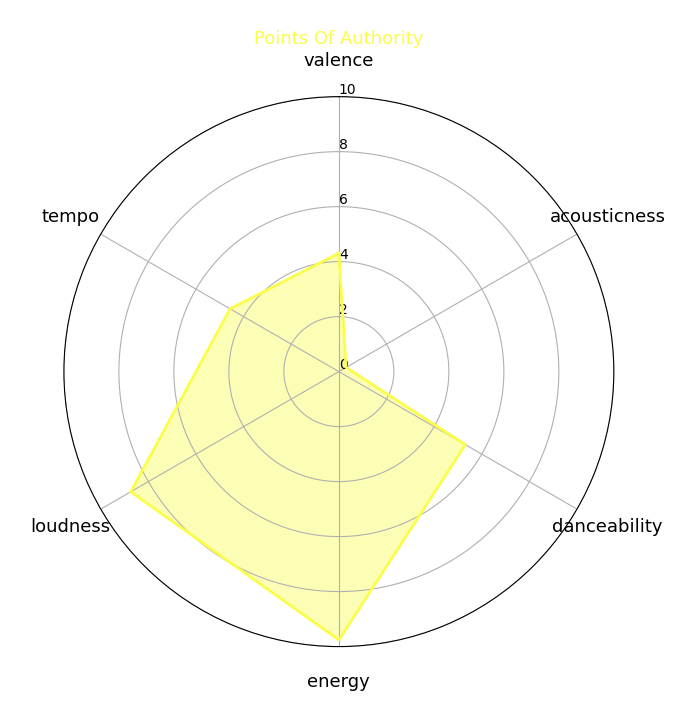 Points Of Authority
valence
10
8
6
4
2
0
tempo
acousticness
loudness
danceability
energy